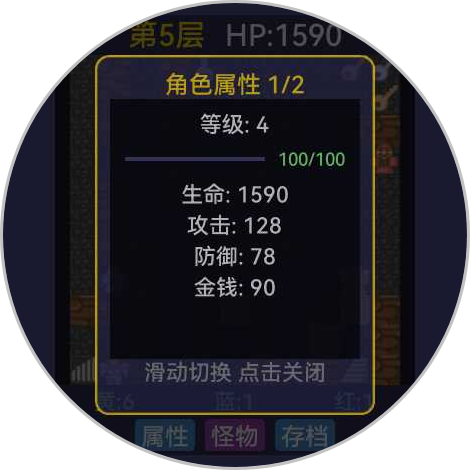 第5层 HP:1590
角色属性 1/2
等级: 4
100/100
生命: 1590
攻击: 128
防御: 78
金钱: 90
滑动切换 点击关闭
黄:6 蓝:1 红:1
属性 怪物 存档